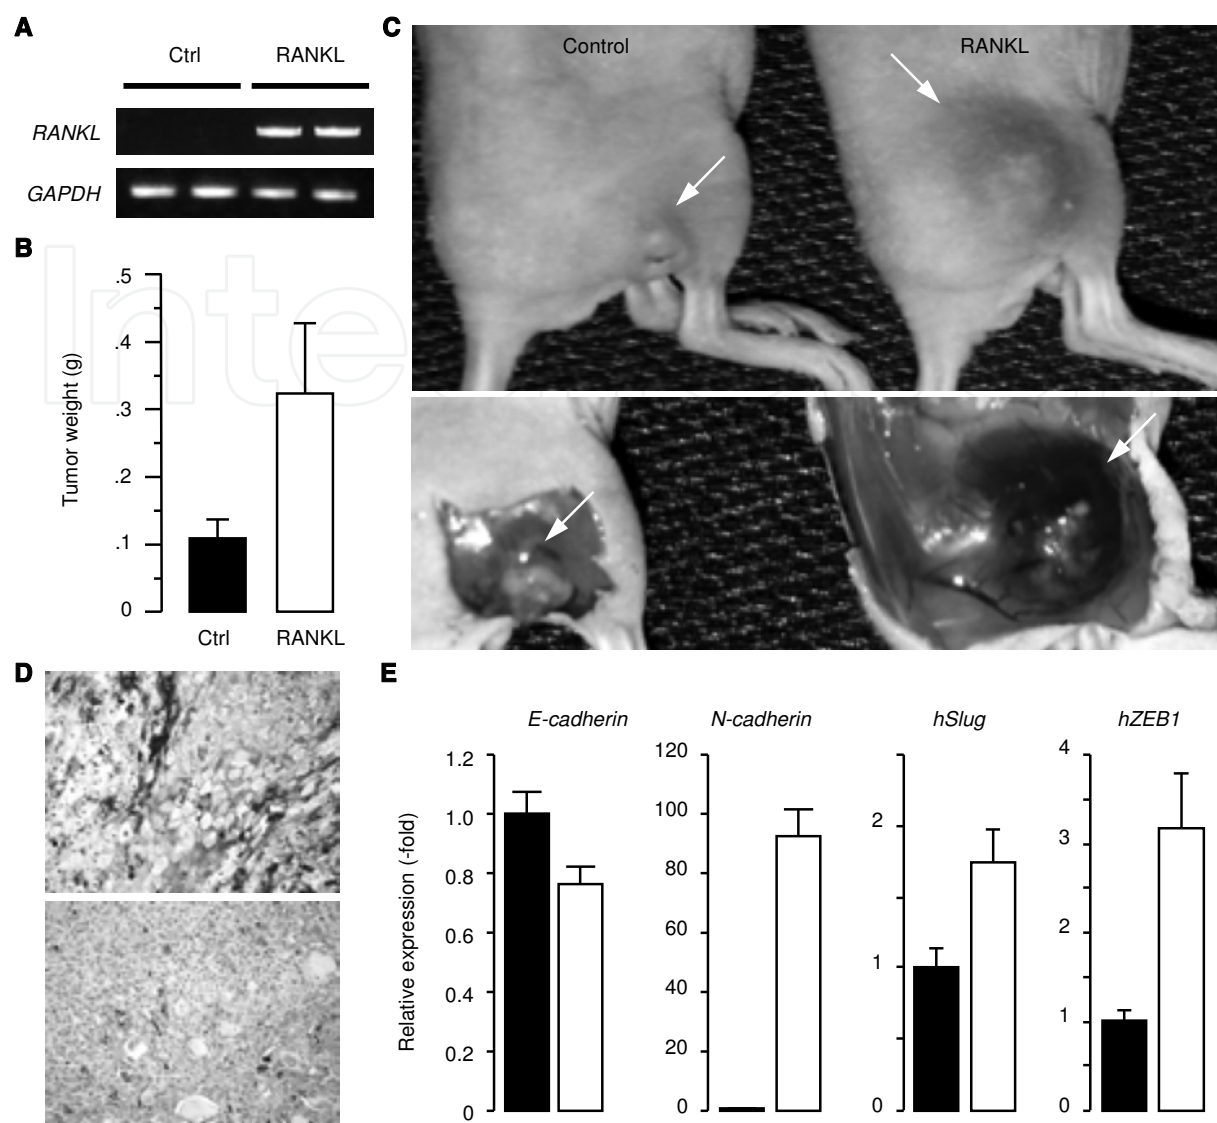 A
Ctrl RANKL
RANKL
GAPDH
B
Inte
Tumor weight (g)
.5
.4
.3
.2
.1
0
Ctrl RANKL
C
Control RANKL
D
E
Relative expression (-fold)
E-cadherin
1.2
1.0
0.8
0.6
0.4
0.2
0
N-cadherin
120
100
80
60
40
20
0
hSlug
2
1
0
hZEB1
4
3
2
1
0